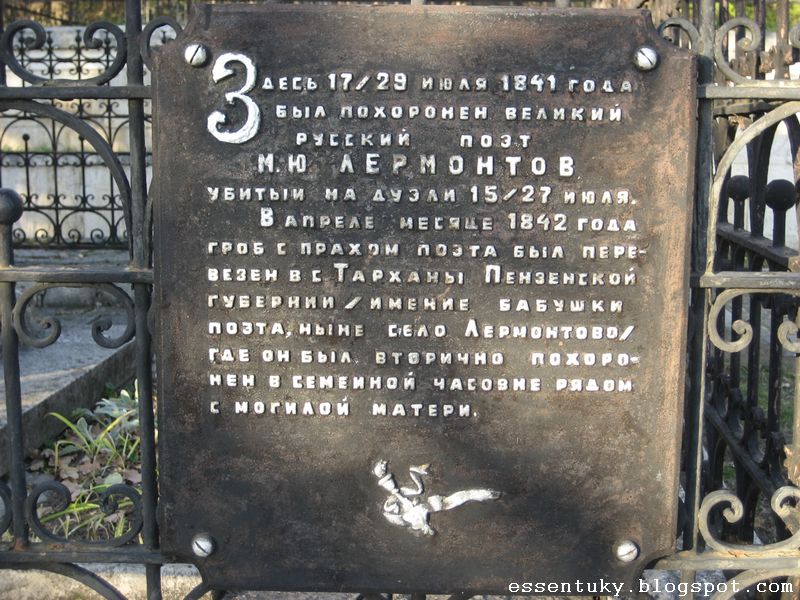 Здесь 17/29 июля 1841 года
был похоронен великий
русский поэт
М.Ю ЛЕРМОНТОВ
убитый на дуэли 15/27 июля.
В апреле месяце 1842 года
гроб с прахом поэта был пере-
везен в с Тарханы Пензенской
губернии/имение бабушки
поэта, ныне село Лермонтово/
где он был вторично похоро-
нен в семейной часовне рядом
с могилой матери.
essentuky.blogspot.com